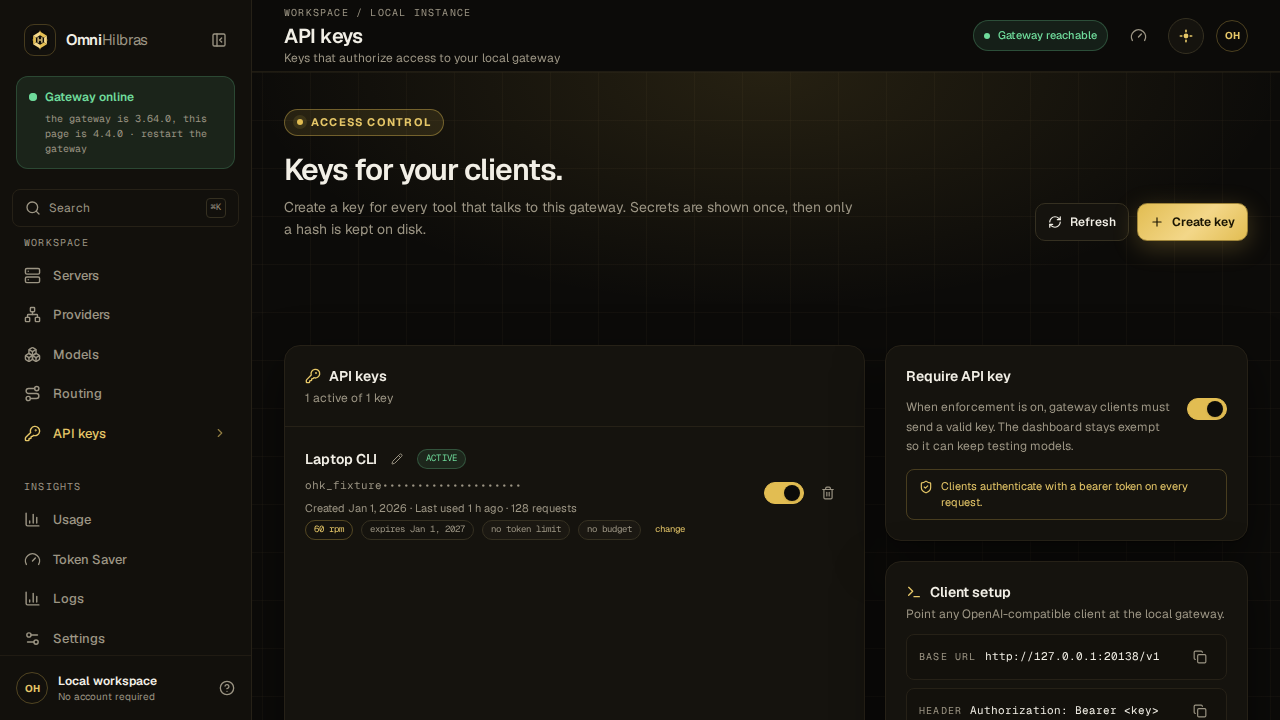 OmniHilbras
Gateway online
the gateway is 3.64.0, this
page is 4.4.0 · restart the
gateway
Search
⌘K
WORKSPACE
Servers
Providers
Models
Routing
API keys
INSIGHTS
Usage
Token Saver
Logs
Settings
OH
Local workspace
No account required
WORKSPACE / LOCAL INSTANCE
API keys
Keys that authorize access to your local gateway
Gateway reachable
OH
ACCESS CONTROL
Keys for your clients.
Create a key for every tool that talks to this gateway. Secrets are shown once, then only
a hash is kept on disk.
Refresh
Create key
API keys
1 active of 1 key
Laptop CLI
ACTIVE
ohk_fixture••••••••••••••••••••
Created Jan 1, 2026 · Last used 1 h ago · 128 requests
60 rpm
expires Jan 1, 2027
no token limit
no budget
change
Require API key
When enforcement is on, gateway clients must
send a valid key. The dashboard stays exempt
so it can keep testing models.
Clients authenticate with a bearer token on every
request.
Client setup
Point any OpenAI-compatible client at the local gateway.
BASE URL http://127.0.0.1:20138/v1
HEADER Authorization: Bearer <key>